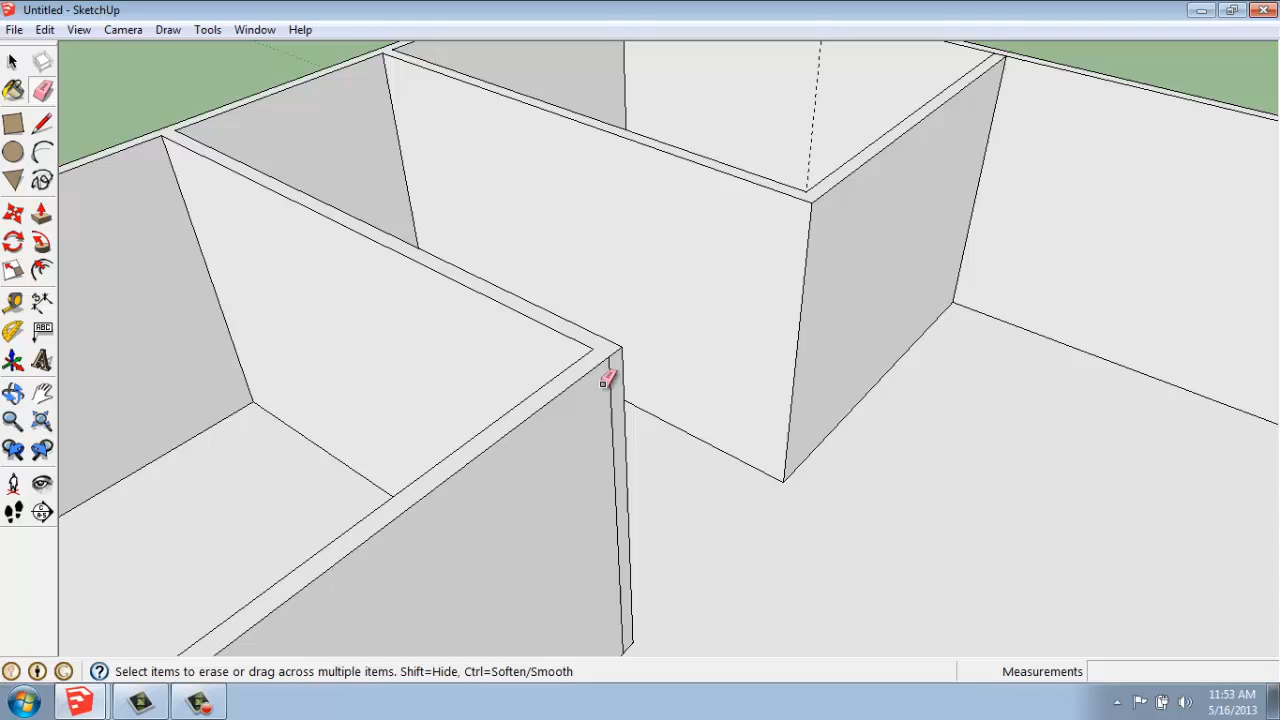 Untitled - SketchUp
File Edit View Camera Draw Tools Window Help
ABC
A
Select items to erase or drag across multiple items. Shift=Hide, Ctrl=Soften/Smooth
Measurements
11:53 AM
5/16/2013